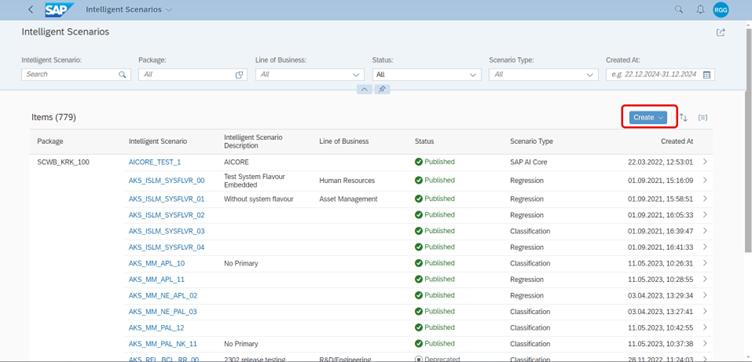 SAP Intelligent Scenarios RGG
Intelligent Scenarios
Intelligent Scenario: Package: Line of Business: Status: Scenario Type: Created At:
Search All All All All e.g. 22.12.2024-31.12.2024
Items (779) Create
Package Intelligent Scenario Intelligent Scenario Description Line of Business Status Scenario Type Created At
SCWB_KRK_100 AICORE_TEST_1 AICORE Published SAP AI Core 22.03.2022, 12:53:01
AKS_ISLM_SYSFLVR_00 Test System Flavour Embedded Human Resources Published Regression 01.09.2021, 15:16:09
AKS_ISLM_SYSFLVR_01 Without system flavour Asset Management Published Regression 01.09.2021, 15:58:51
AKS_ISLM_SYSFLVR_02 Published Regression 01.09.2021, 16:05:33
AKS_ISLM_SYSFLVR_03 Published Classification 01.09.2021, 16:39:47
AKS_ISLM_SYSFLVR_04 Published Regression 01.09.2021, 16:41:33
AKS_MM_APL_10 No Primary Published Classification 11.05.2023, 10:26:31
AKS_MM_APL_11 Published Regression 11.05.2023, 10:28:55
AKS_MM_NE_APL_02 Published Regression 03.04.2023, 13:29:34
AKS_MM_NE_PAL_03 Published Classification 03.04.2023, 13:27:41
AKS_MM_PAL_12 Published Classification 11.05.2023, 10:42:55
AKS_MM_PAL_NK_11 No Primary Published Classification 11.05.2023, 10:37:38
AKS_REL_BCL_RR_00 2302 release testing R&D/Engineering Deprecated Regression 28.11.2022, 11:24:03